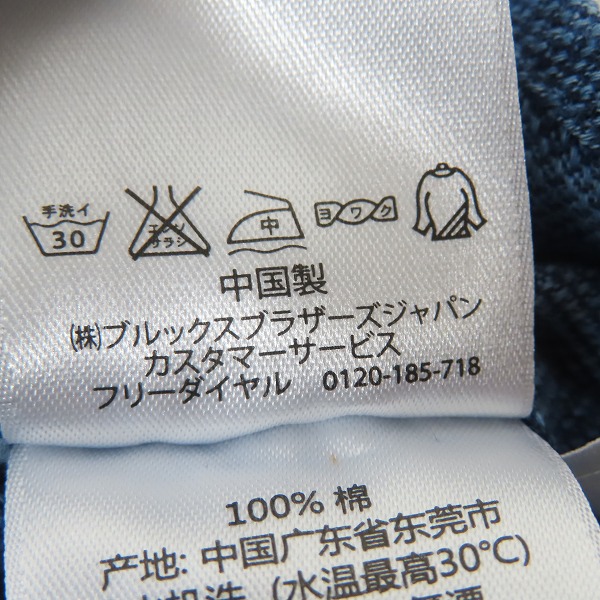 手洗イ
30
エンソ
サラシ
中
ヨワク
中国製
㈱ブルックスブラザーズジャパン
カスタマーサービス
フリーダイヤル 0120-185-718
100% 棉
产地: 中国广东省东莞市
(水温最高30℃)